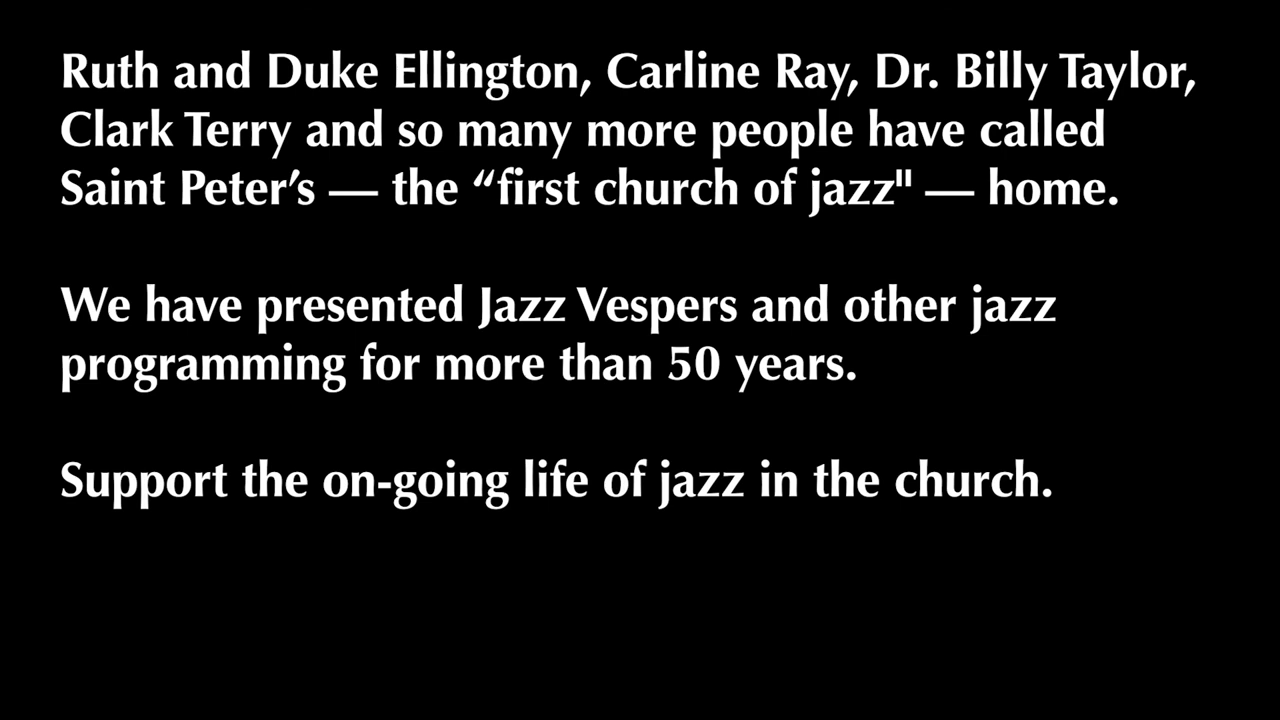 Ruth and Duke Ellington, Carline Ray, Dr. Billy Taylor,
Clark Terry and so many more people have called
Saint Peter’s — the “first church of jazz" — home.
We have presented Jazz Vespers and other jazz
programming for more than 50 years.
Support the on-going life of jazz in the church.